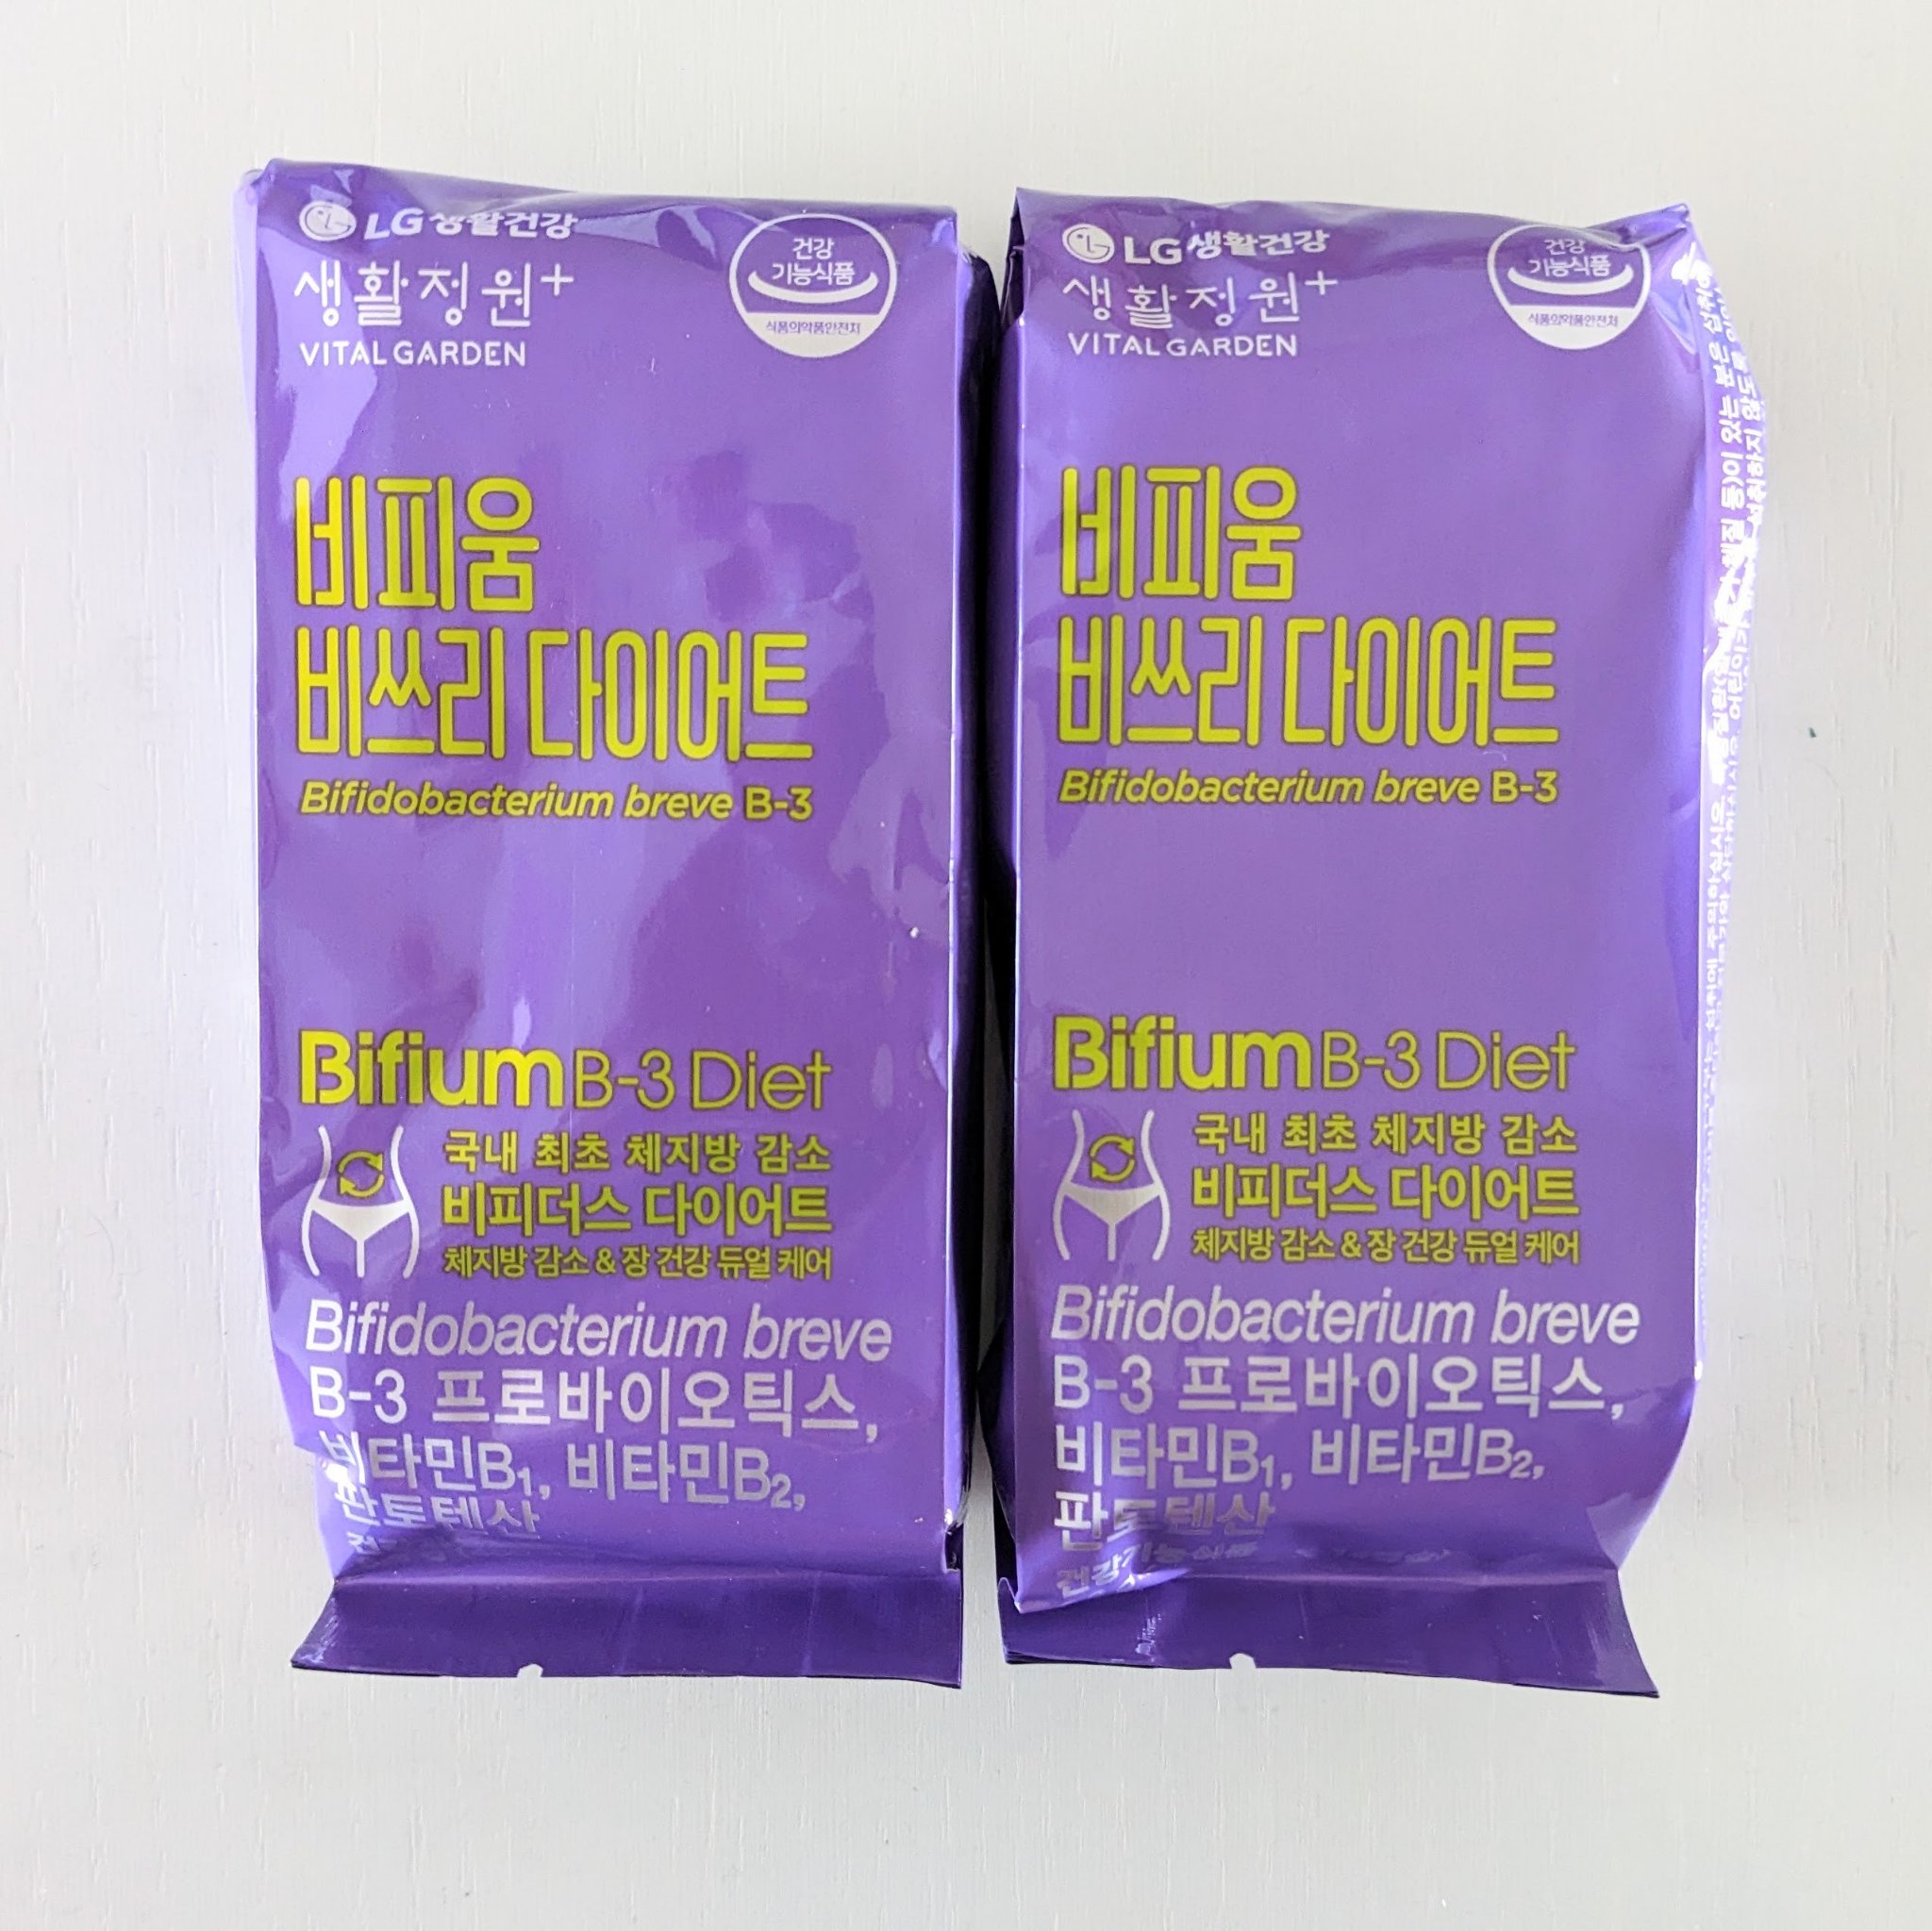 LG생활건강
생활정원+
VITAL GARDEN
건강
기능식품
식품의약품안전처
비피움
비쓰리 다이어트
Bifidobacterium breve B-3
Bifium B-3 Diet
국내 최초 체지방 감소
비피더스 다이어트
체지방 감소 & 장 건강 듀얼 케어
Bifidobacterium breve
B-3 프로바이오틱스,
비타민B₁, 비타민B₂,
판토텐산
LG생활건강
생활정원+
VITAL GARDEN
건강
기능식품
식품의약품안전처
비피움
비쓰리 다이어트
Bifidobacterium breve B-3
Bifium B-3 Diet
국내 최초 체지방 감소
비피더스 다이어트
체지방 감소 & 장 건강 듀얼 케어
Bifidobacterium breve
B-3 프로바이오틱스,
비타민B₁, 비타민B₂,
판토텐산
건강기능식품
있는 분은